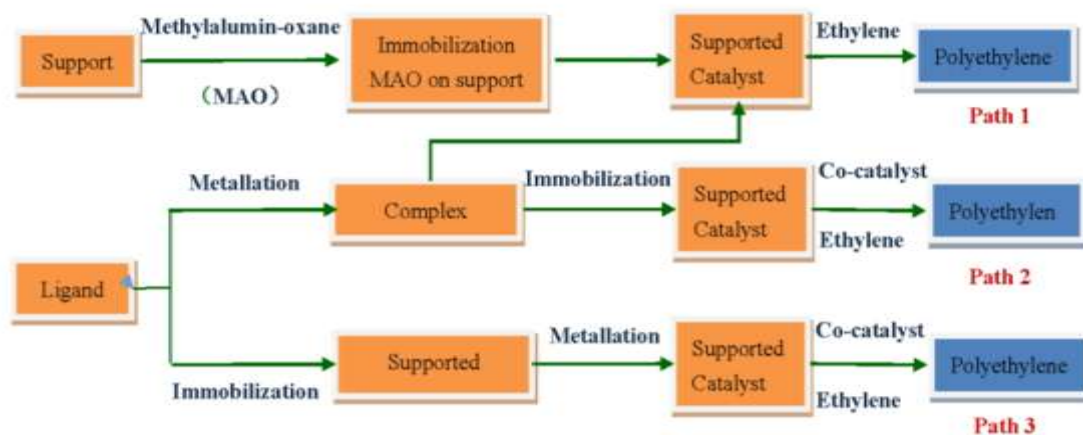 Methylalumin-oxane
Ethylene
Support
Immobilization
MAO on support
Supported
Catalyst
Polyethylene
（MAO）
Path 1
Metallation
Immobilization
Co-catalyst
Complex
Supported
Catalyst
Polyethylen
Ethylene
Path 2
Ligand
Metallation
Co-catalyst
Supported
Supported
Catalyst
Polyethylene
Immobilization
Ethylene
Path 3